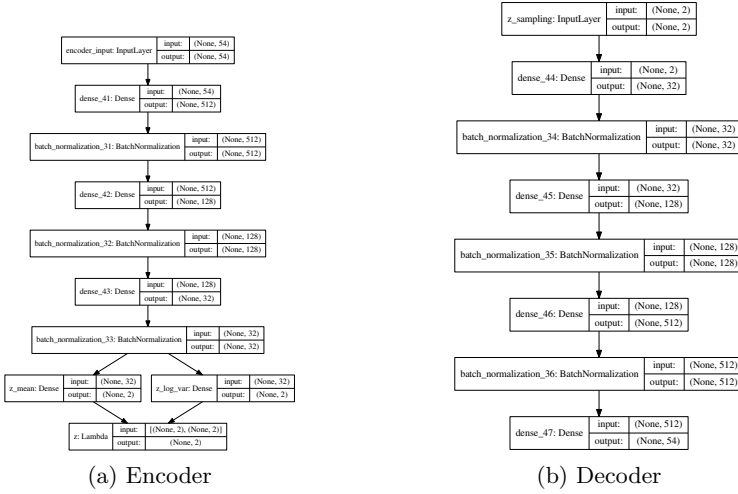 encoder_input: InputLayer input: (None, 54)
output: (None, 54)
dense_41: Dense input: (None, 54)
output: (None, 512)
batch_normalization_31: BatchNormalization input: (None, 512)
output: (None, 512)
dense_42: Dense input: (None, 512)
output: (None, 128)
batch_normalization_32: BatchNormalization input: (None, 128)
output: (None, 128)
dense_43: Dense input: (None, 128)
output: (None, 32)
batch_normalization_33: BatchNormalization input: (None, 32)
output: (None, 32)
z_mean: Dense input: (None, 32)
output: (None, 2)
z_log_var: Dense input: (None, 32)
output: (None, 2)
z: Lambda input: [(None, 2), (None, 2)]
output: (None, 2)
(a) Encoder
z_sampling: InputLayer input: (None, 2)
output: (None, 2)
dense_44: Dense input: (None, 2)
output: (None, 32)
batch_normalization_34: BatchNormalization input: (None, 32)
output: (None, 32)
dense_45: Dense input: (None, 32)
output: (None, 128)
batch_normalization_35: BatchNormalization input: (None, 128)
output: (None, 128)
dense_46: Dense input: (None, 128)
output: (None, 512)
batch_normalization_36: BatchNormalization input: (None, 512)
output: (None, 512)
dense_47: Dense input: (None, 512)
output: (None, 54)
(b) Decoder